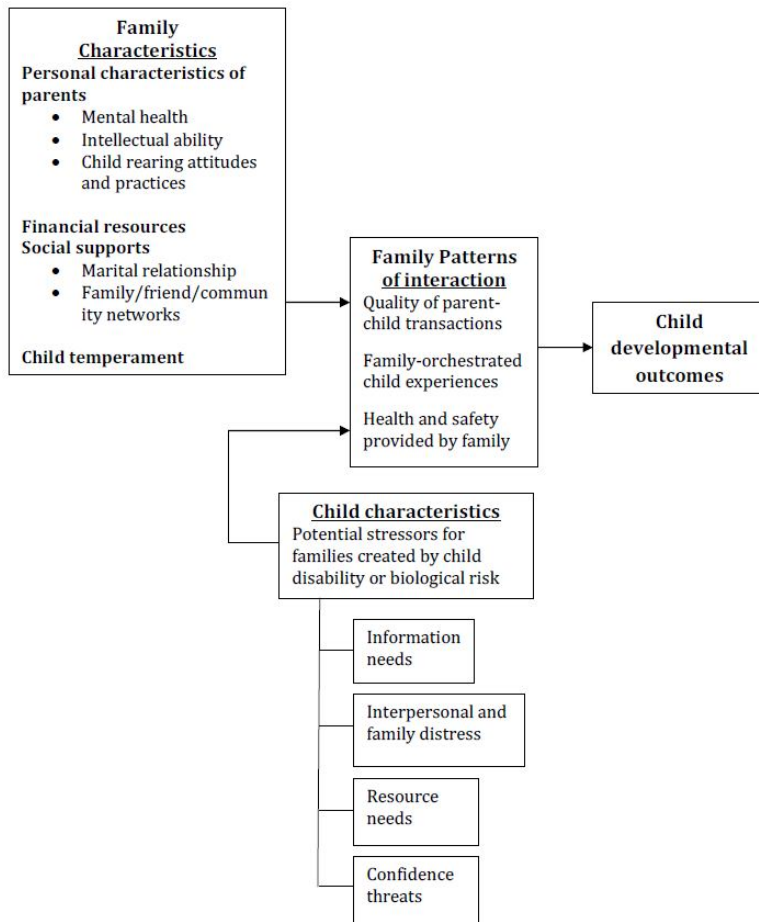 Family
Characteristics
Personal characteristics of
parents
• Mental health
• Intellectual ability
• Child rearing attitudes
and practices
Financial resources
Social supports
• Marital relationship
• Family/friend/commun
ity networks
Child temperament
Family Patterns
of interaction
Quality of parent-
child transactions
Family-orchestrated
child experiences
Health and safety
provided by family
Child
developmental
outcomes
Child characteristics
Potential stressors for
families created by child
disability or biological risk
Information
needs
Interpersonal and
family distress
Resource
needs
Confidence
threats